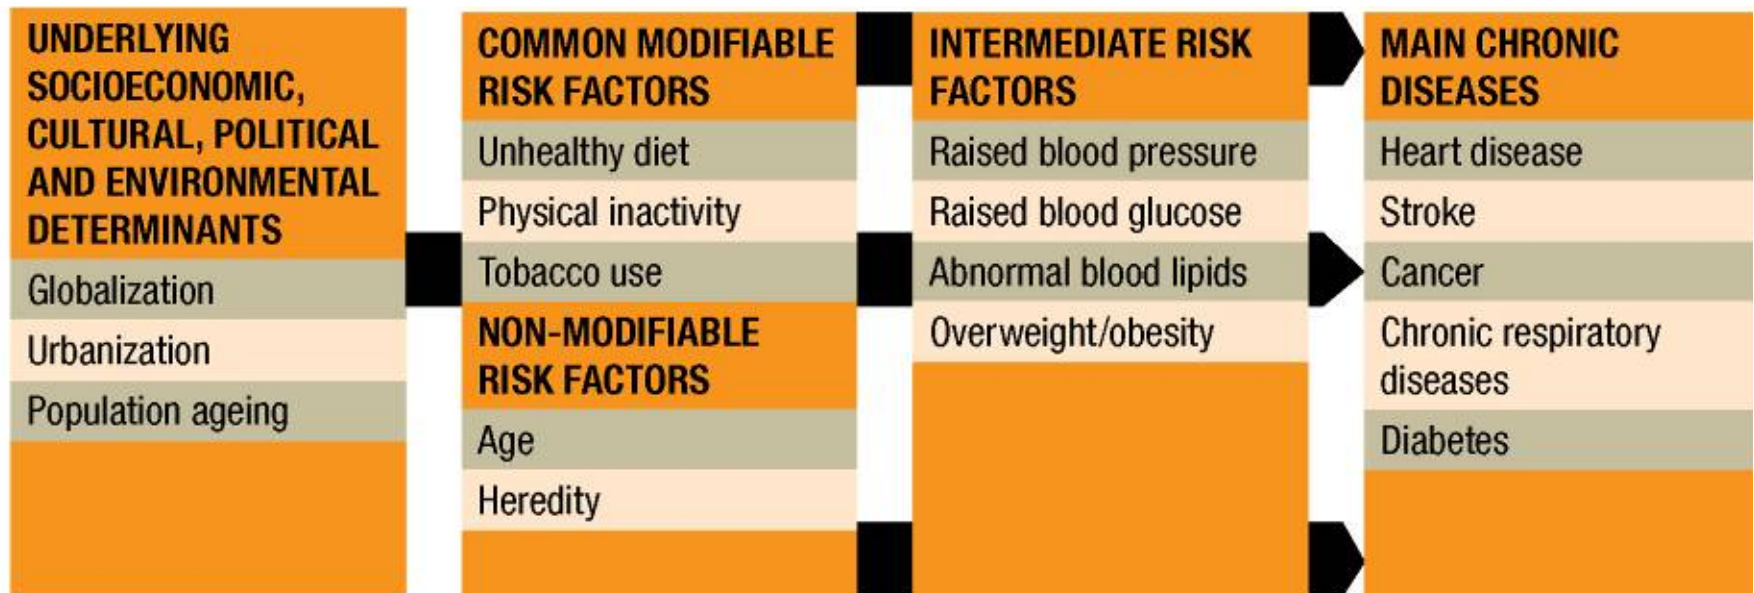 UNDERLYING
SOCIOECONOMIC,
CULTURAL, POLITICAL
AND ENVIRONMENTAL
DETERMINANTS
Globalization
Urbanization
Population ageing
COMMON MODIFIABLE
RISK FACTORS
Unhealthy diet
Physical inactivity
Tobacco use
NON-MODIFIABLE
RISK FACTORS
Age
Heredity
INTERMEDIATE RISK
FACTORS
Raised blood pressure
Raised blood glucose
Abnormal blood lipids
Overweight/obesity
MAIN CHRONIC
DISEASES
Heart disease
Stroke
Cancer
Chronic respiratory
diseases
Diabetes